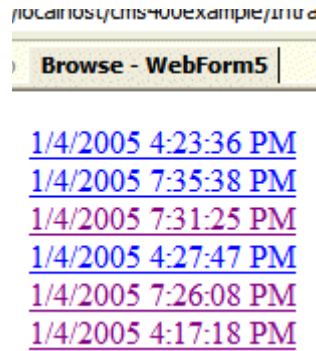 /localhost/cms400example/Intra
Browse - WebForm5
1/4/2005 4:23:36 PM
1/4/2005 7:35:38 PM
1/4/2005 7:31:25 PM
1/4/2005 4:27:47 PM
1/4/2005 7:26:08 PM
1/4/2005 4:17:18 PM